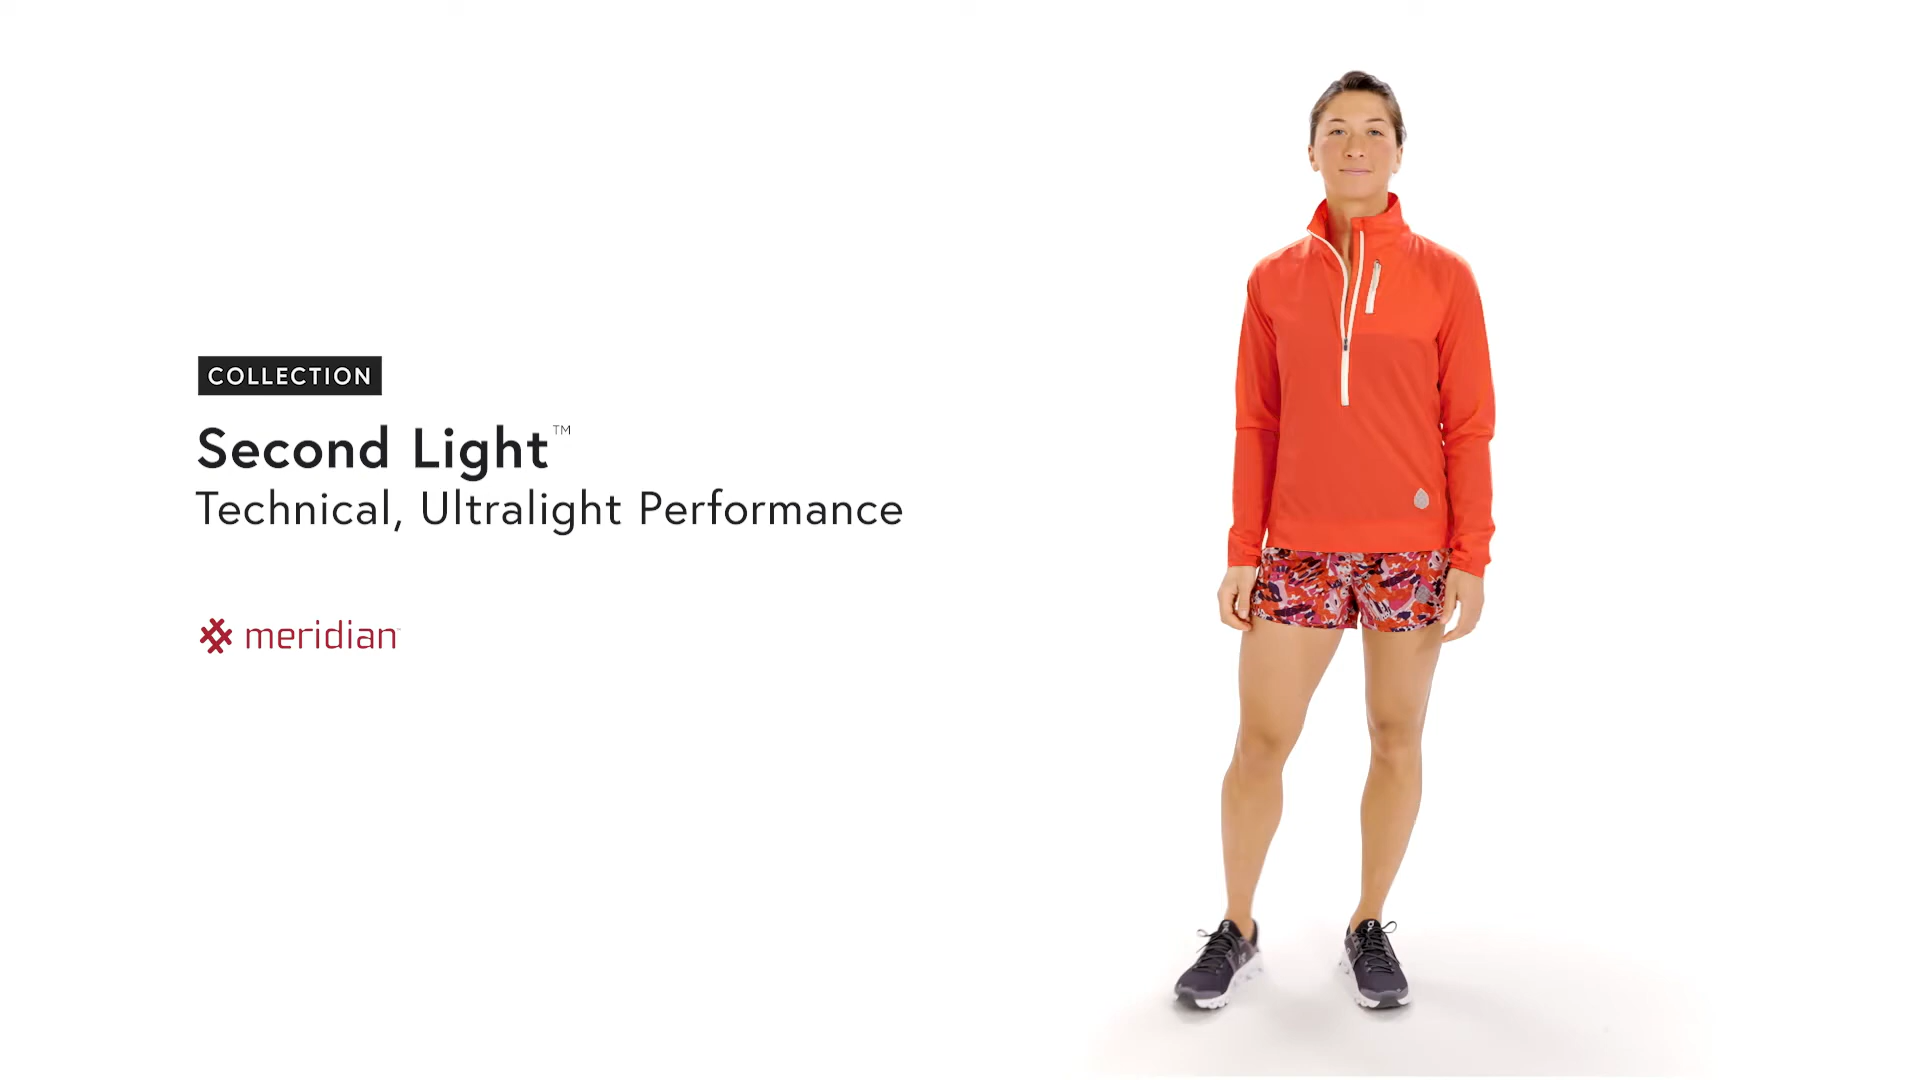 COLLECTION
Second Light™
Technical, Ultralight Performance
meridian